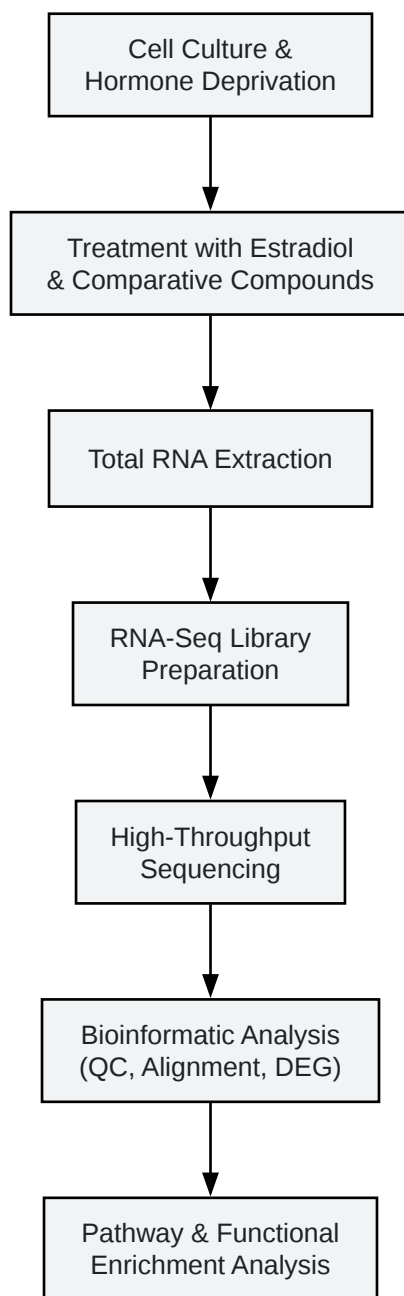 Cell Culture &
Hormone Deprivation
Treatment with Estradiol
& Comparative Compounds
Total RNA Extraction
RNA-Seq Library
Preparation
High-Throughput
Sequencing
Bioinformatic Analysis
(QC, Alignment, DEG)
Pathway & Functional
Enrichment Analysis